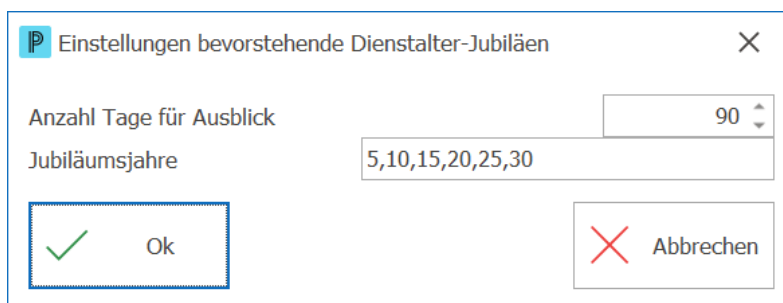 P Einstellungen bevorstehende Dienstalter-Jubiläen
Anzahl Tage für Ausblick 90
Jubiläumsjahre 5,10,15,20,25,30
Ok Abbrechen